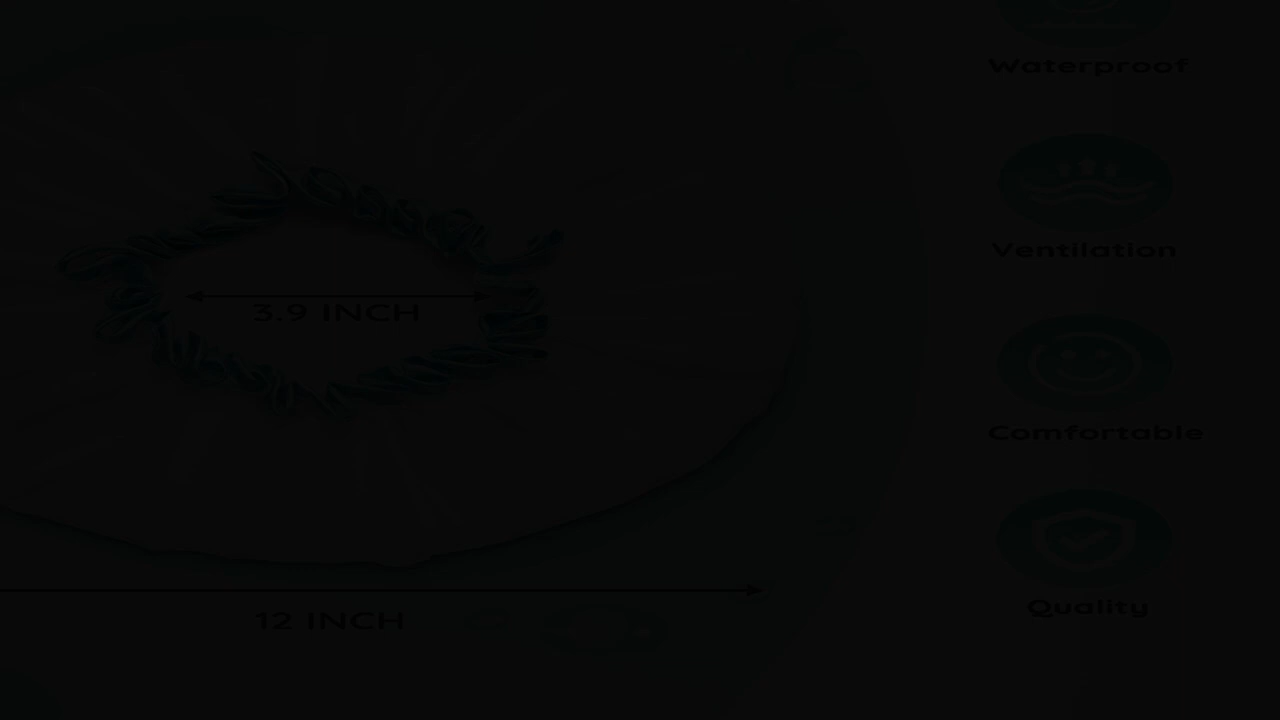 Waterproof
Ventilation
3.9 INCH
Comfortable
Quality
12 INCH